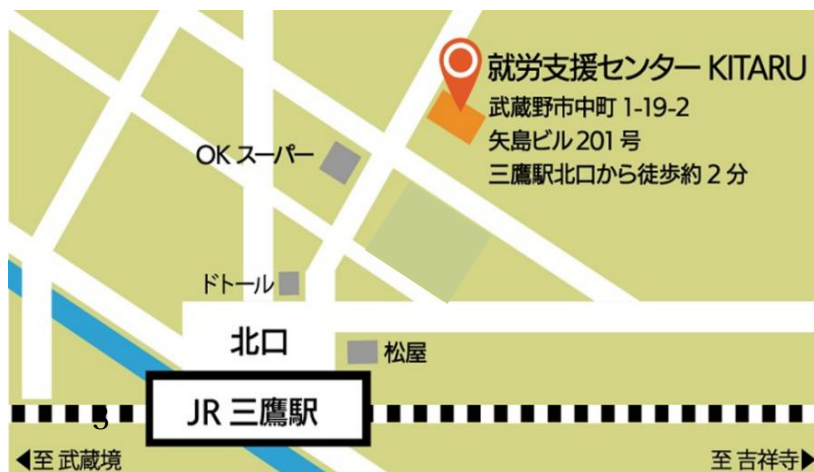 就労支援センター KITARU
武蔵野市中町 1-19-2
矢島ビル 201 号
三鷹駅北口から徒歩約 2 分
OK スーパー
ドトール
北口
松屋
JR 三鷹駅
3
◀至 武蔵境
至 吉祥寺▶